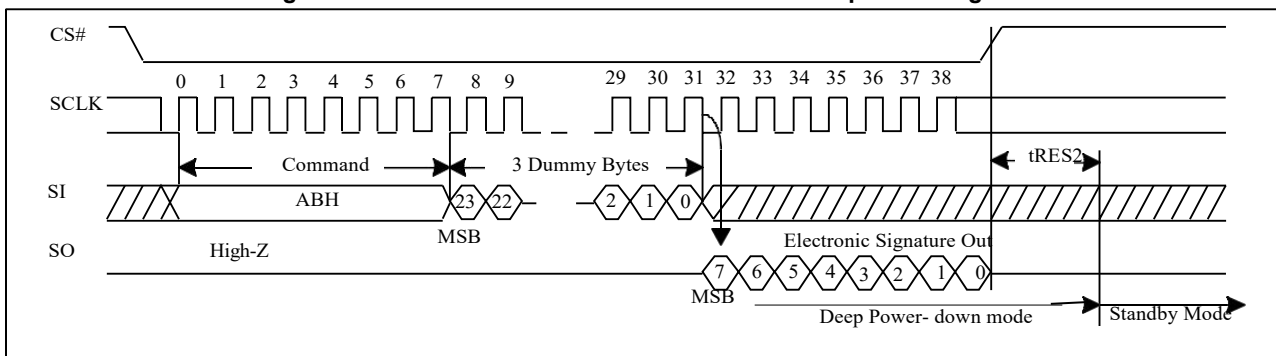 CS#
0 1 2 3 4 5 6 7 8 9 29 30 31 32 33 34 35 36 37 38
SCLK
Command 3 Dummy Bytes tRES2
SI ABH 23 22 2 1 0
MSB
SO High-Z Electronic Signature Out
7 6 5 4 3 2 1 0
MSB
Deep Power- down mode Standby Mode